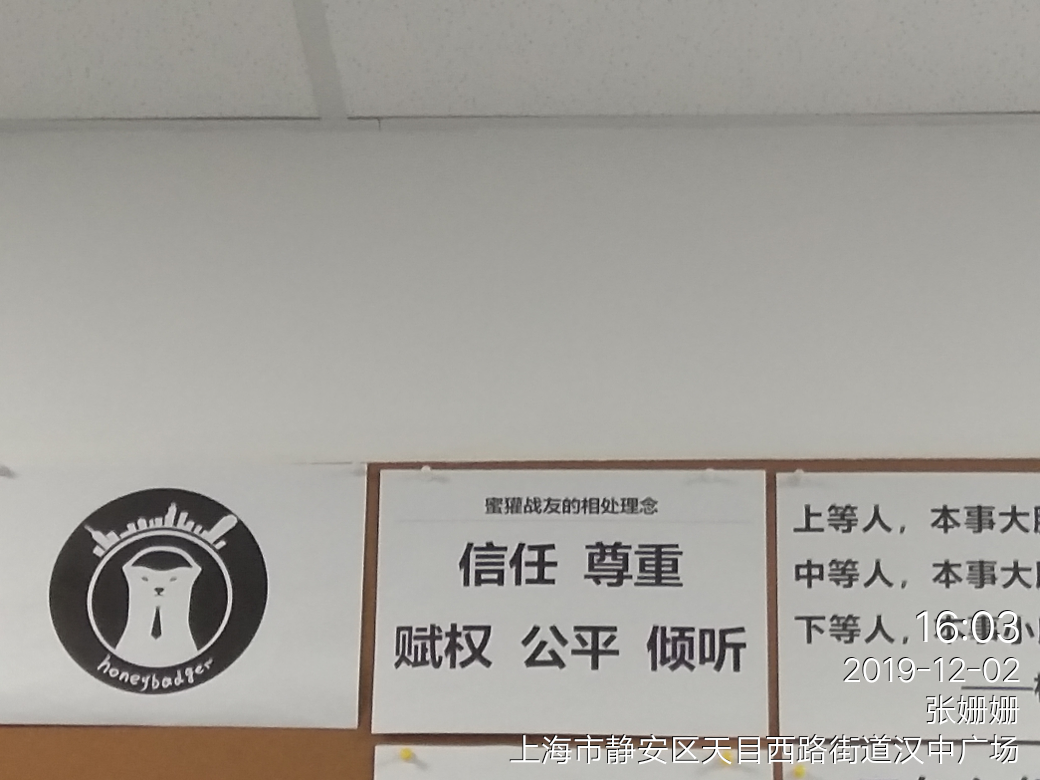 honeybadger
蜜獾战友的相处理念
信任 尊重
赋权 公平 倾听
上等人，本事大
中等人，本事大
下等人，本事小
16:03
2019-12-02
张姗姗
上海市静安区天目西路街道汉中广场